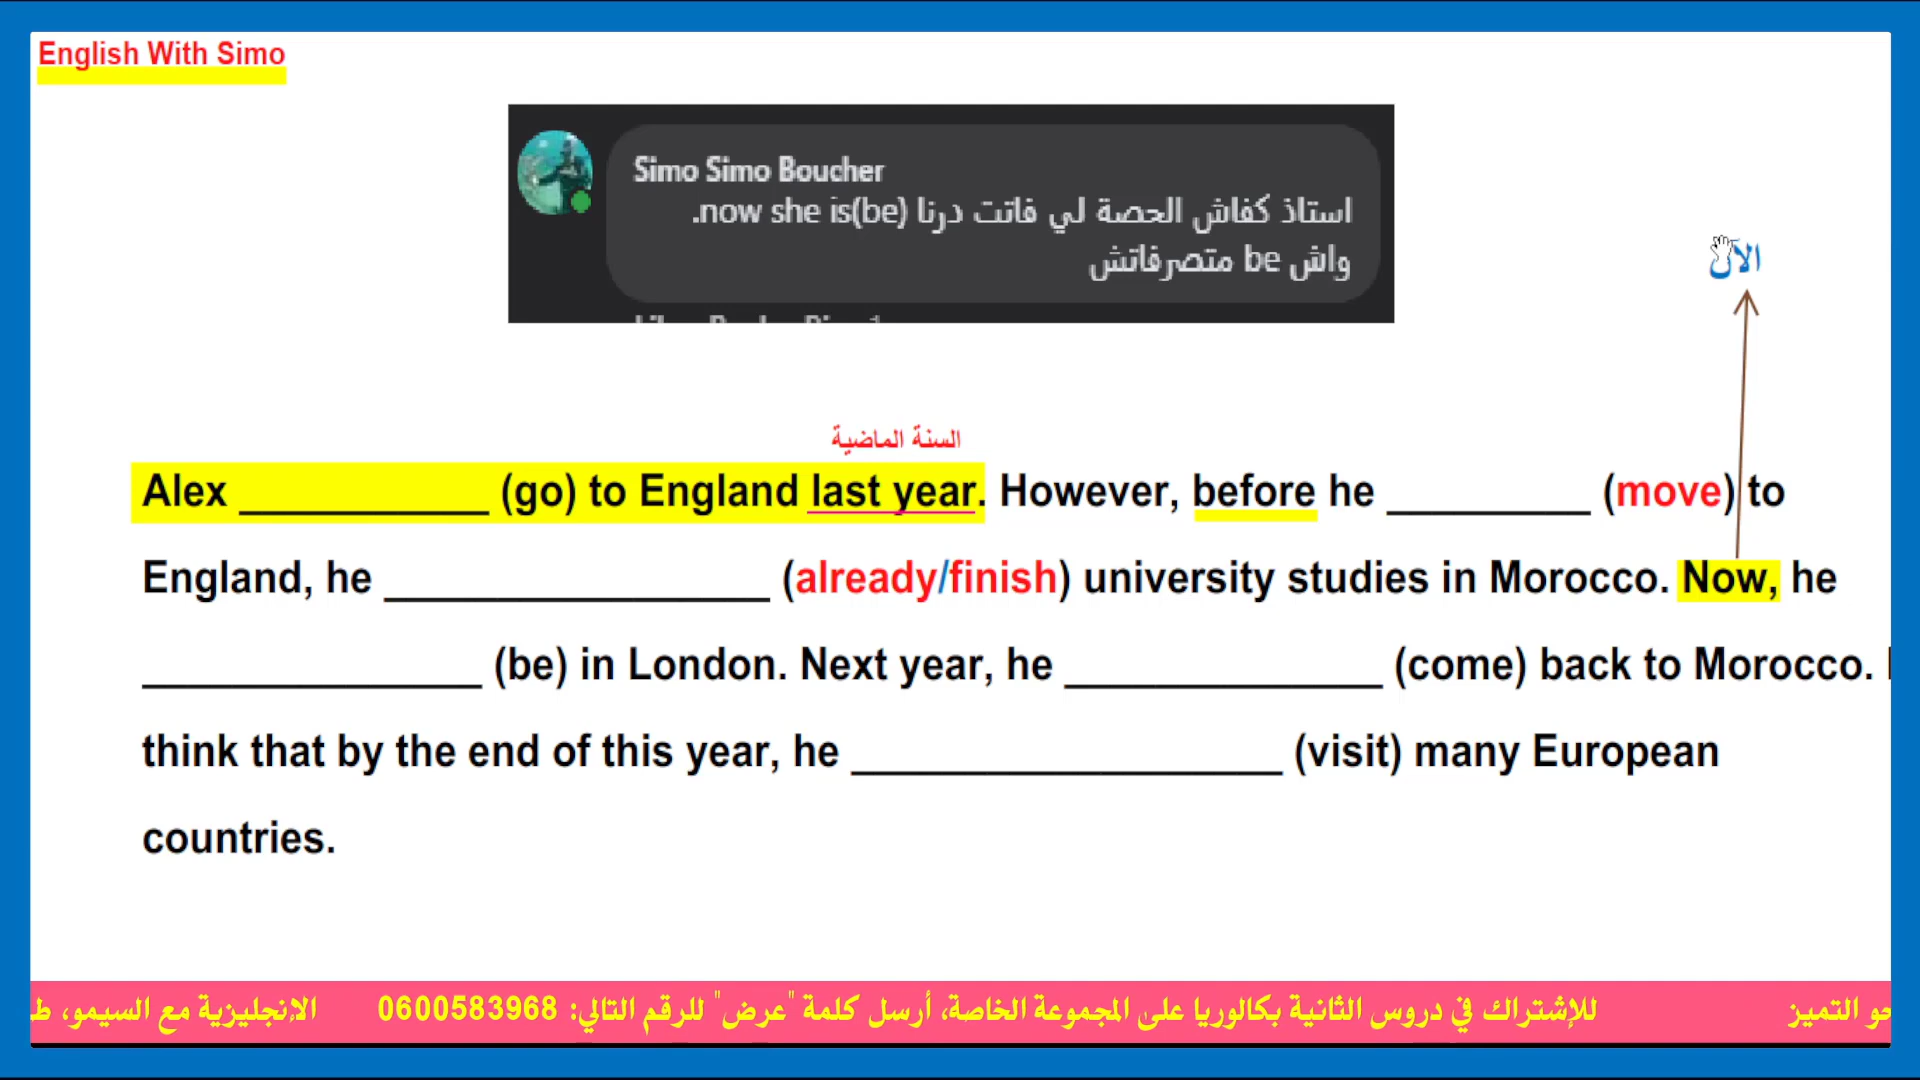 English With Simo
Simo Simo Boucher
استاذ كفاش الحصة لي فاتت درنا now she is(be).
واش be متصرفاتش
الآن
السنة الماضية
Alex ___________ (go) to England last year. However, before he _________ (move) to
England, he _________________ (already/finish) university studies in Morocco. Now, he
_______________ (be) in London. Next year, he ______________ (come) back to Morocco.
think that by the end of this year, he ___________________ (visit) many European
countries.
حو التميز للإشتراك في دروس الثانية بكالوريا على المجموعة الخاصة، أرسل كلمة "عرض" للرقم التالي: 0600583968 الإنجليزية مع السيمو، ط